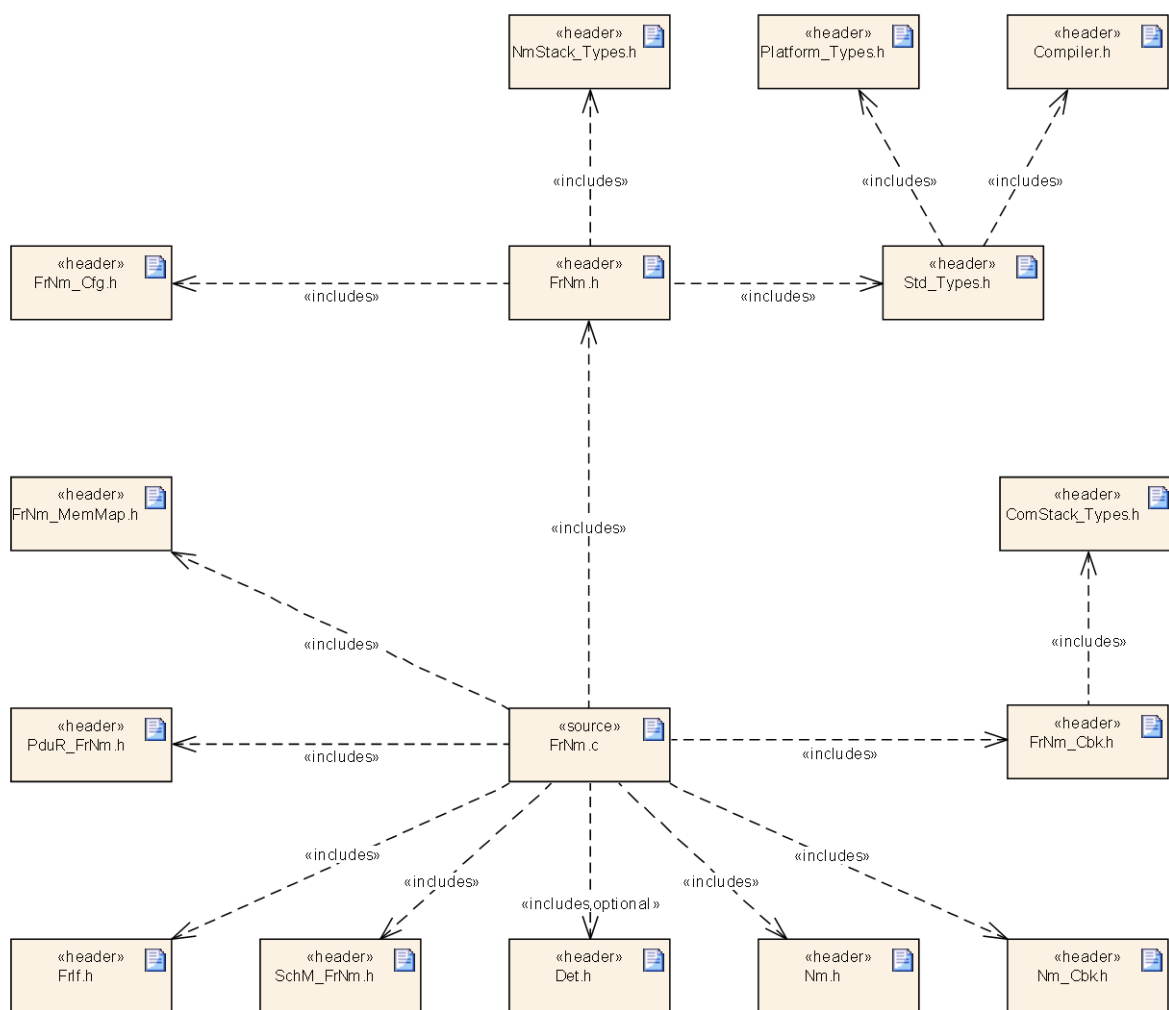 «header»
NmStack_Types.h
«header»
Platform_Types.h
«header»
Compiler.h
«includes»
«includes»
«includes»
«header»
FrNm_Cfg.h
«header»
FrNm.h
«header»
Std_Types.h
«includes»
«includes»
«header»
FrNm_MemMap.h
«header»
ComStack_Types.h
«includes»
«includes»
«includes»
«header»
PduR_FrNm.h
«source»
FrNm.c
«header»
FrNm_Cbk.h
«includes»
«includes»
«includes»
«includes»
«includes»
«includes»
«includes,optional»
«header»
FrIf.h
«header»
SchM_FrNm.h
«header»
Det.h
«header»
Nm.h
«header»
Nm_Cbk.h